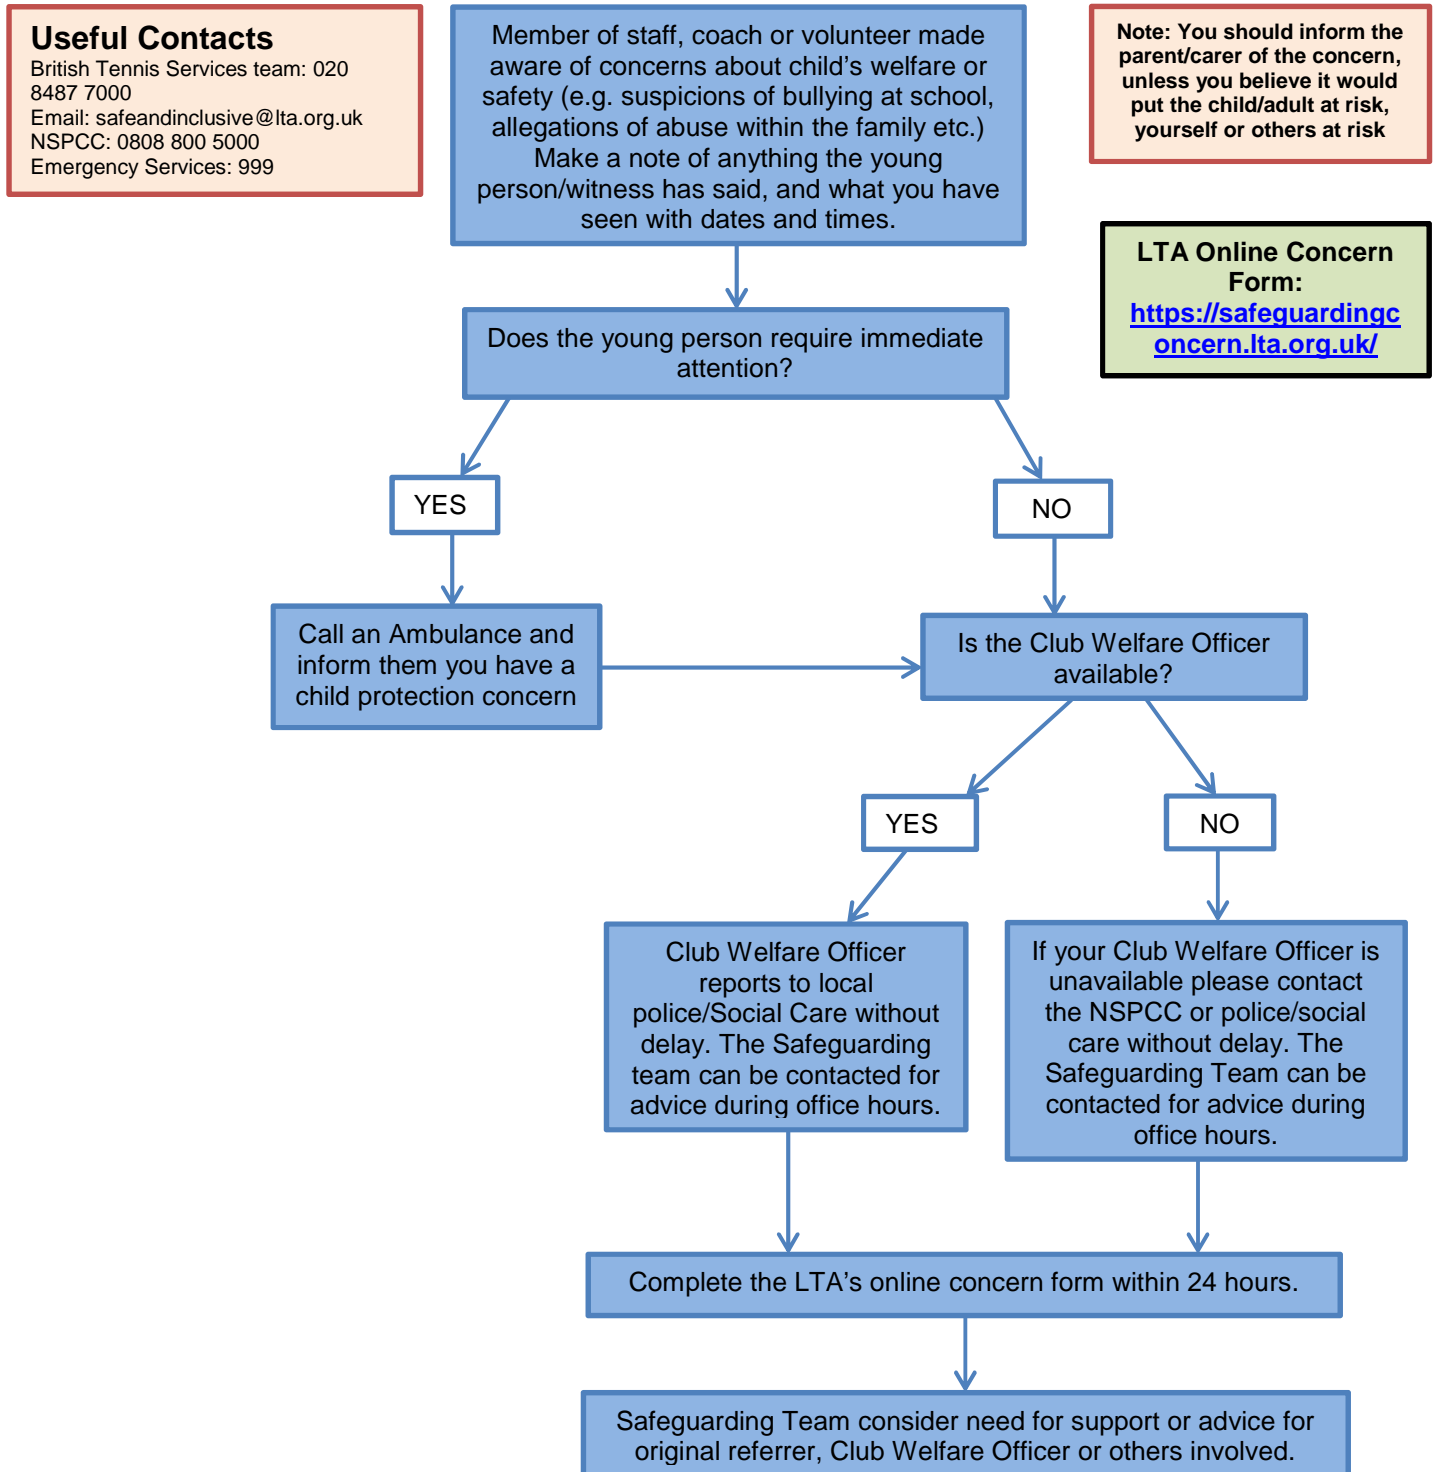 Useful Contacts
British Tennis Services team: 020
8487 7000
Email: safeandinclusive@lta.org.uk
NSPCC: 0808 800 5000
Emergency Services: 999
Member of staff, coach or volunteer made
aware of concerns about child's welfare or
safety (e.g. suspicions of bullying at school,
allegations of abuse within the family etc.)
Make a note of anything the young
person/witness has said, and what you have
seen with dates and times.
Note: You should inform the
parent/carer of the concern,
unless you believe it would
put the child/adult at risk,
yourself or others at risk
LTA Online Concern
Form:
https://safeguardingc
oncern.lta.org.uk/
Does the young person require immediate
attention?
YES
NO
Call an Ambulance and
inform them you have a
child protection concern
Is the Club Welfare Officer
available?
YES
NO
Club Welfare Officer
reports to local
police/Social Care without
delay. The Safeguarding
team can be contacted for
advice during office hours.
If your Club Welfare Officer is
unavailable please contact
the NSPCC or police/social
care without delay. The
Safeguarding Team can be
contacted for advice during
office hours.
Complete the LTA's online concern form within 24 hours.
Safeguarding Team consider need for support or advice for
original referrer, Club Welfare Officer or others involved.